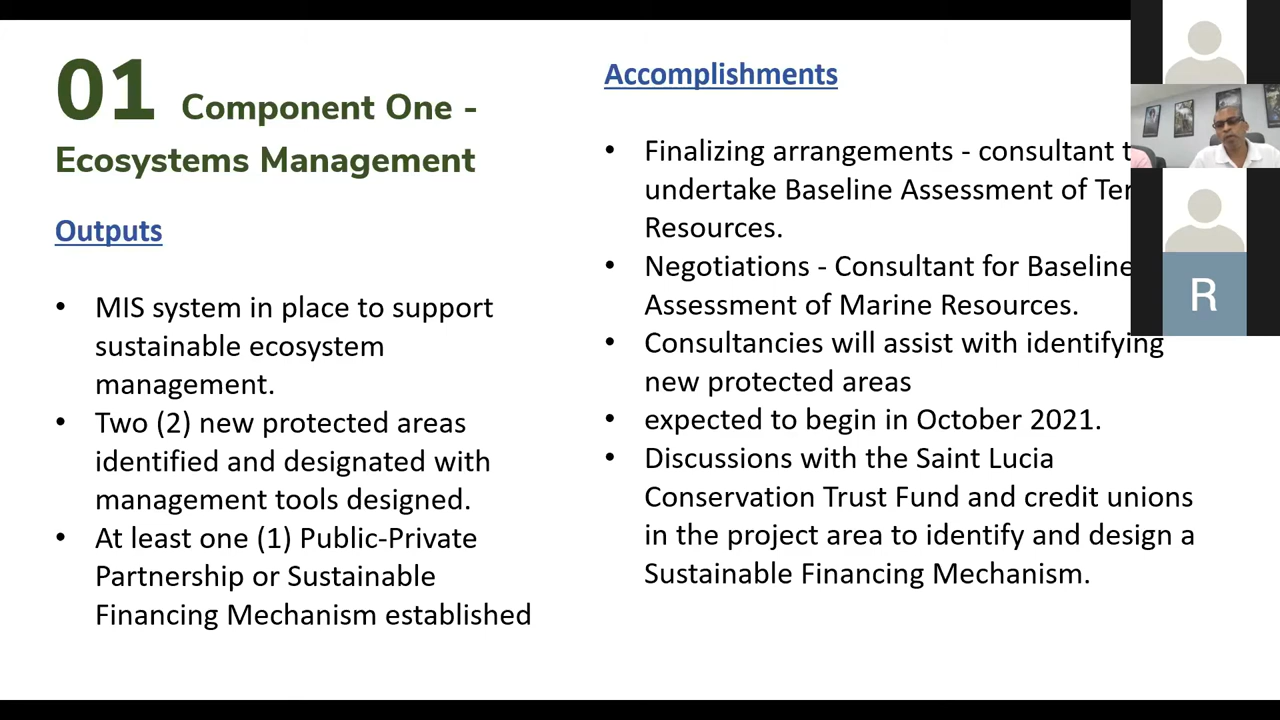 01 Component One -
Ecosystems Management
Outputs
• MIS system in place to support
sustainable ecosystem
management.
• Two (2) new protected areas
identified and designated with
management tools designed.
• At least one (1) Public-Private
Partnership or Sustainable
Financing Mechanism established
Accomplishments
• Finalizing arrangements - consultant
undertake Baseline Assessment of
Resources.
• Negotiations - Consultant for Baseline
Assessment of Marine Resources.
• Consultancies will assist with identifying
new protected areas
• expected to begin in October 2021.
• Discussions with the Saint Lucia
Conservation Trust Fund and credit unions
in the project area to identify and design a
Sustainable Financing Mechanism.
R